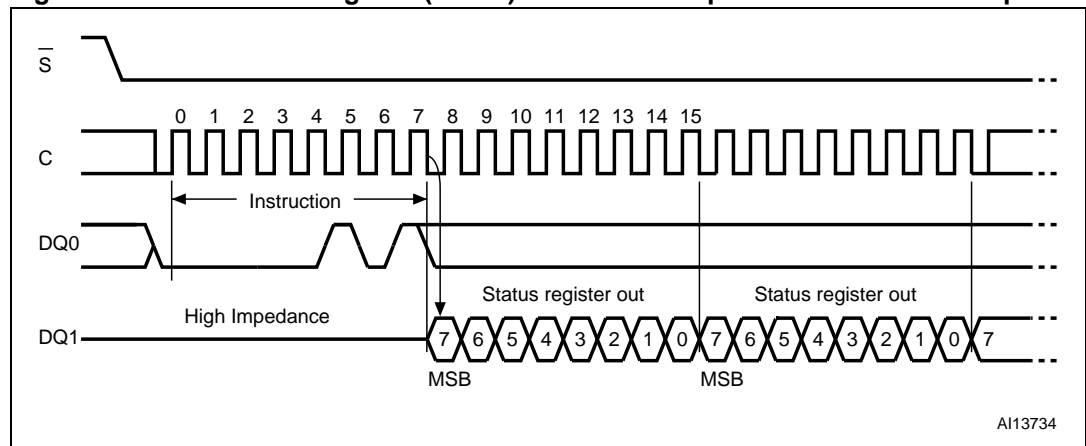 S
0 1 2 3 4 5 6 7 8 9 10 11 12 13 14 15
C
Instruction
DQ0
Status register out Status register out
High Impedance
DQ1 7 6 5 4 3 2 1 0 7 6 5 4 3 2 1 0 7
MSB MSB
AI13734